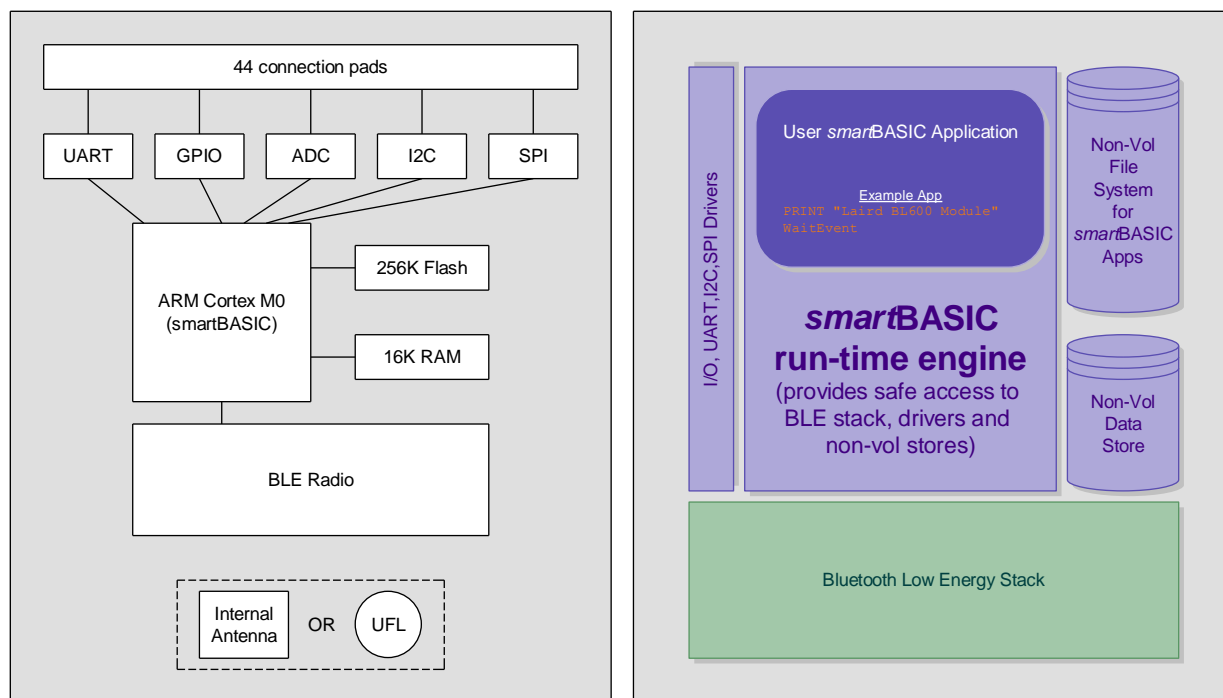 44 connection pads
UART
GPIO
ADC
I2C
SPI
ARM Cortex M0
(smartBASIC)
256K Flash
16K RAM
BLE Radio
Internal
Antenna
OR
UFL
I/O, UART,I2C,SPI Drivers
User smartBASIC Application
Example App
PRINT "Laird BL600 Module"
WaitEvent
smartBASIC
run-time engine
(provides safe access to
BLE stack, drivers and
non-vol stores)
Non-Vol
File
System
for
smartBASIC
Apps
Non-Vol
Data
Store
Bluetooth Low Energy Stack